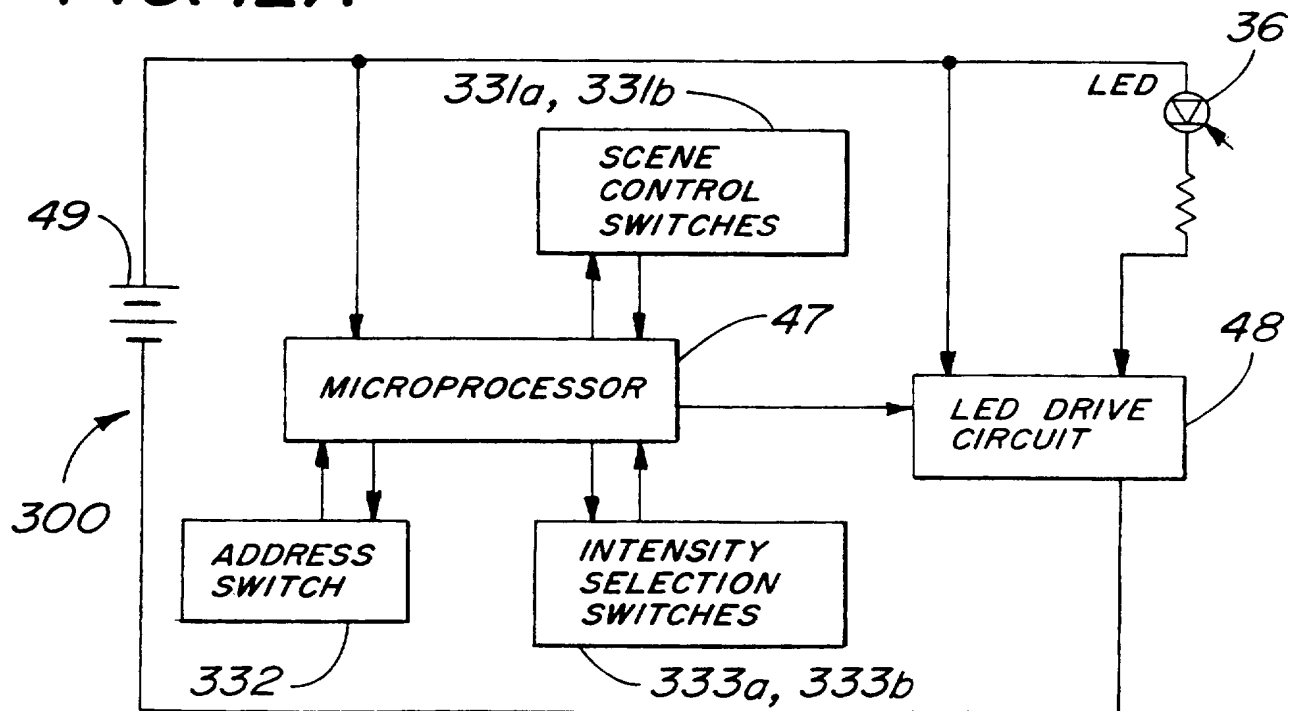 36
LED
331a, 331b
SCENE
CONTROL
SWITCHES
49
47
48
MICROPROCESSOR
LED DRIVE
CIRCUIT
300
ADDRESS
SWITCH
INTENSITY
SELECTION
SWITCHES
332
333a, 333b